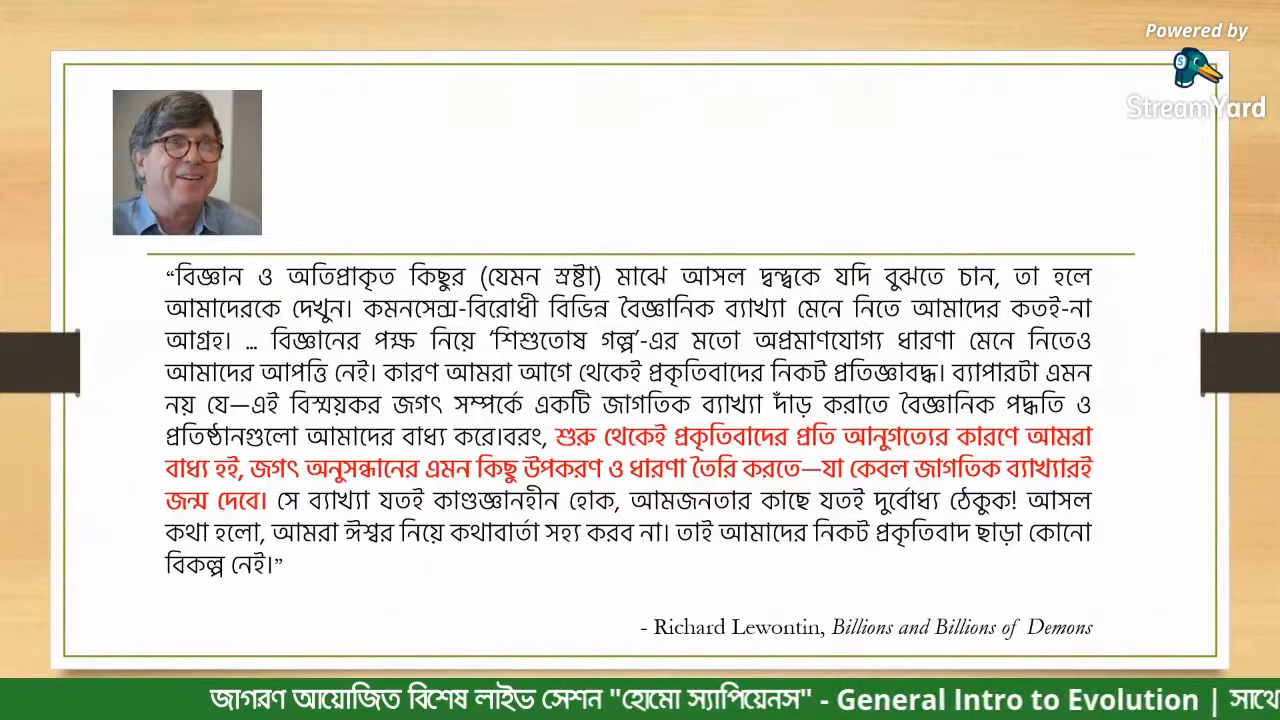 Powered by
StreamYard
“বিজ্ঞান ও অতিপ্রাকৃত কিছুর (যেমন স্রষ্টা) মাঝে আসল দ্বন্দ্বকে যদি বুঝতে চান, তা হলে
আমাদেরকে দেখুন। কমনসেন্স-বিরোধী বিভিন্ন বৈজ্ঞানিক ব্যাখ্যা মেনে নিতে আমাদের কতই-না
আগ্রহ। ... বিজ্ঞানের পক্ষ নিয়ে ‘শিশুতোষ গল্প’-এর মতো অপ্রমাণযোগ্য ধারণা মেনে নিতেও
আমাদের আপত্তি নেই। কারণ আমরা আগে থেকেই প্রকৃতিবাদের নিকট প্রতিজ্ঞাবদ্ধ। ব্যাপারটা এমন
নয় যে—এই বিস্ময়কর জগৎ সম্পর্কে একটি জাগতিক ব্যাখ্যা দাঁড় করাতে বৈজ্ঞানিক পদ্ধতি ও
প্রতিষ্ঠানগুলো আমাদের বাধ্য করে।বরং, শুরু থেকেই প্রকৃতিবাদের প্রতি আনুগত্যের কারণে আমরা
বাধ্য হই, জগৎ অনুসন্ধানের এমন কিছু উপকরণ ও ধারণা তৈরি করতে—যা কেবল জাগতিক ব্যাখ্যারই
জন্ম দেবে। সে ব্যাখ্যা যতই কাণ্ডজ্ঞানহীন হোক, আমজনতার কাছে যতই দুর্বোধ্য ঠেকুক! আসল
কথা হলো, আমরা ঈশ্বর নিয়ে কথাবার্তা সহ্য করব না। তাই আমাদের নিকট প্রকৃতিবাদ ছাড়া কোনো
বিকল্প নেই।”
- Richard Lewontin, Billions and Billions of Demons
জাগরণ আয়োজিত বিশেষ লাইভ সেশন "হোমো স্যাপিয়েনস" - General Intro to Evolution | সাথে